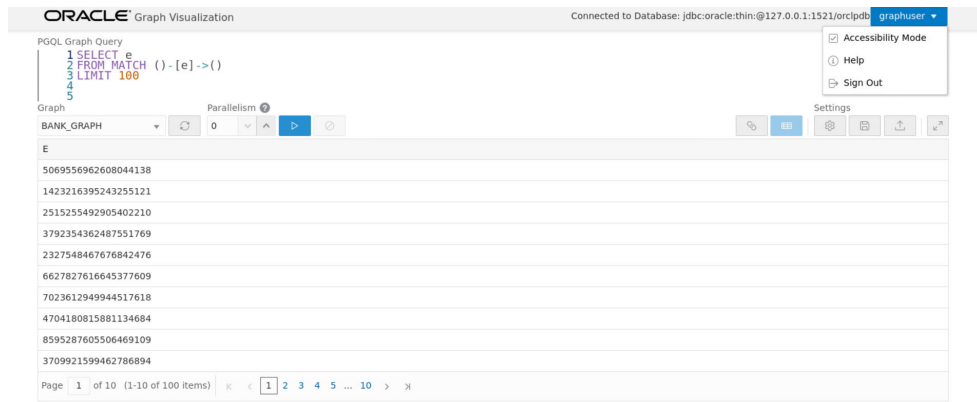 ORACLE® Graph Visualization
Connected to Database: jdbc:oracle:thin:@127.0.0.1:1521/orclpdb
graphuser
Accessibility Mode
Help
Sign Out
PGQL Graph Query
1 SELECT e
2 FROM MATCH ()-[e]->()
3 LIMIT 100
4
5
Graph
Parallelism
Settings
BANK_GRAPH
0
E
5069556962608044138
1423216395243255121
2515255492905402210
3792354362487551769
2327548467676842476
6627827616645377609
7023612949944517618
4704180815881134684
8595287605506469109
3709921599462786894
Page 1 of 10 (1-10 of 100 items) 1 2 3 4 5 ... 10